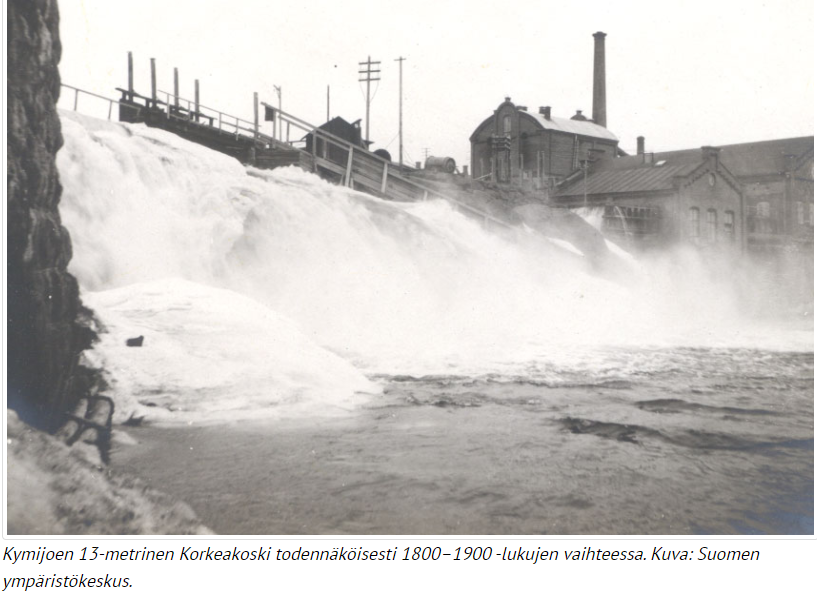 Kymijoen 13-metrinen Korkeakoski todennäköisesti 1800–1900 -lukujen vaihteessa. Kuva: Suomen
ympäristökeskus.